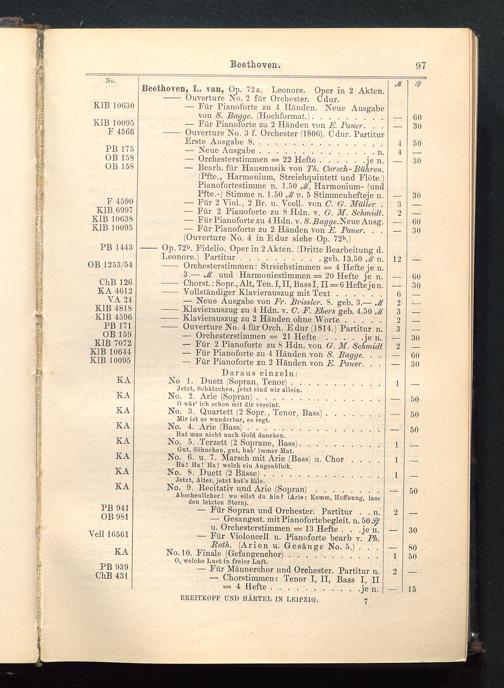 Beethoven. 97
No. ℳ ₰
Beethoven, L. van, Op. 72a. Leonore. Oper in 2 Akten.
—— Ouverture No. 2 für Orchester. Cdur.
KlB 10630 — Für Pianoforte zu 4 Händen. Neue Ausgabe
von S. Bagge. (Hochformat.) — 60
KlB 10095 — Für Pianoforte zu 2 Händen von E. Pauer. — 30
F 4566 —— Ouverture No. 3 f. Orchester (1806). Cdur. Partitur
Erste Ausgabe 8. 4 50
PB 175 — Neue Ausgabe n. 4 —
OB 158 — Orchesterstimmen = 22 Hefte je n. — 30
OB 158 — Bearb. für Hausmusik von Th. Cursch-Bühren.
(Pfte., Harmonium, Streichquintett und Flöte.)
Pianofortestimme n. 1.50 ℳ, Harmonium- (und
Pfte.-) Stimme n. 1.50 ℳ u. 5 Stimmenhefte je n. — 30
F 4590 — Für 2 Viol., 2 Br. u. Vcell. von C. G. Müller 3 —
KlB 6997 — Für 2 Pianoforte zu 8 Hdn. v. G. M. Schmidt. 2 —
KlB 10638 — Für Pianoforte zu 4 Hdn. v. S. Bagge. Neue Ausg. — 60
KlB 10095 — Für Pianoforte zu 2 Händen von E. Pauer — 30
(Ouverture No. 4 in E dur siehe Op. 72b.)
PB 1443 —— Op. 72b. Fidelio. Oper in 2 Akten. (Dritte Bearbeitung d.
Leonore.) Partitur geb. 13.50 ℳ n. 12 —
OB 1253/54 — Orchesterstimmen: Streichstimmen = 4 Hefte je n.
3.— ℳ und Harmoniestimmen = 20 Hefte je n. — 60
ChB 126 — Chorst.: Sopr., Alt, Ten. I, II, Bass I, II = 6 Hefte je n. — 30
KA 4612 — Vollständiger Klavierauszug mit Text 6 —
VA 24 — Neue Ausgabe von Fr. Brissler. 8. geb. 3.— ℳ 2 —
KlB 4818 — Klavierauszug zu 4 Hdn. v. C. F. Ebers geb. 4.50 ℳ 3 —
KlB 4596 — Klavierauszug zu 2 Händen ohne Worte 2 —
PB 171 — Ouverture No. 4 für Orch. E dur (1814.) Partitur n. 3 —
OB 159 — Orchesterstimmen = 21 Hefte je n. — 30
KlB 7072 — Für 2 Pianoforte zu 8 Hdn. von G. M. Schmidt 2 —
KlB 10644 — Für Pianoforte zu 4 Händen von S. Bagge. — 60
KlB 10095 — Für Pianoforte zu 2 Händen von E. Pauer — 30
Daraus einzeln:
KA No 1. Duett (Sopran, Tenor) 1 —
Jetzt, Schätzchen, jetzt sind wir allein.
KA No. 2. Arie (Sopran) — 50
O wär' ich schon mit dir vereint.
KA No. 3. Quartett (2 Sopr., Tenor, Bass) — 50
Mir ist so wunderbar, es regt.
KA No. 4. Arie (Bass) — 50
Hat man nicht auch Gold daneben.
KA No. 5. Terzett (2 Soprane, Bass) 1 —
Gut, Söhnchen, gut, hab' immer Mut.
KA No. 6. u. 7. Marsch mit Arie (Bass) u. Chor 1 —
Ha! Ha! Ha! welch ein Augenblick.
KA No. 8. Duett (2 Bässe) 1 —
Jetzt, Alter, jetzt hat's Eile.
KA No. 9. Recitativ und Arie (Sopran) — 50
Abscheulicher! wo eilst du hin? (Arie: Komm, Hoffnung, lass
den letzten Stern).
PB 941 — Für Sopran und Orchester. Partitur n. 2 —
OB 981 — Gesangsst. mit Pianofortebegleit. n. 50 ₰
u. Orchesterstimmen = 13 Hefte je n. — 30
Vcll 16561 — Für Violoncell u. Pianoforte bearb v. Ph.
Roth. (Arien u. Gesänge No. 5.) — 80
KA No. 10. Finale (Gefangenchor) 1 50
O, welche Lust in freier Luft.
PB 939 — Für Männerchor und Orchester. Partitur n. 2 —
ChB 431 — Chorstimmen: Tenor I, II, Bass I, II
= 4 Hefte je n. — 15
BREITKOPF UND HÄRTEL IN LEIPZIG. 7